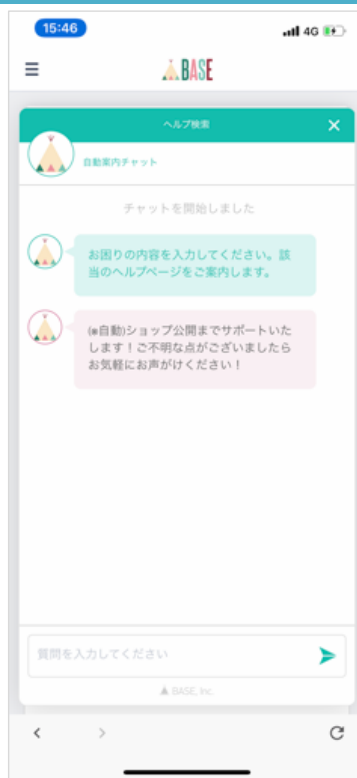 15:46
4G
BASE
ヘルプ検索
自動案内チャット
チャットを開始しました
お困りの内容を入力してください。該
当のヘルプページをご案内します。
(※自動)ショップ公開までサポートいた
します！ご不明な点がございましたら
お気軽にお声がけください！
質問を入力してください
BASE, Inc.